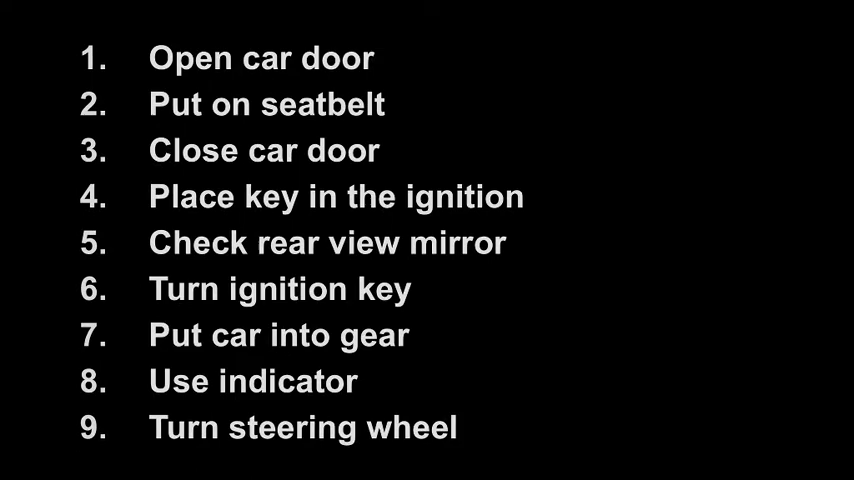 1. Open car door
2. Put on seatbelt
3. Close car door
4. Place key in the ignition
5. Check rear view mirror
6. Turn ignition key
7. Put car into gear
8. Use indicator
9. Turn steering wheel